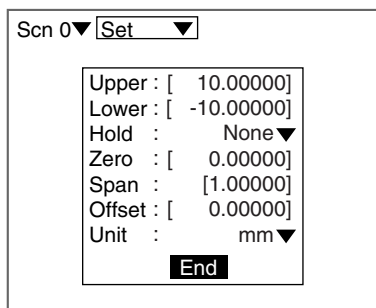 Scn 0▼ Set ▼
Upper : [ 10.00000]
Lower : [ -10.00000]
Hold : None▼
Zero : [ 0.00000]
Span : [1.00000]
Offset : [ 0.00000]
Unit : mm▼
End